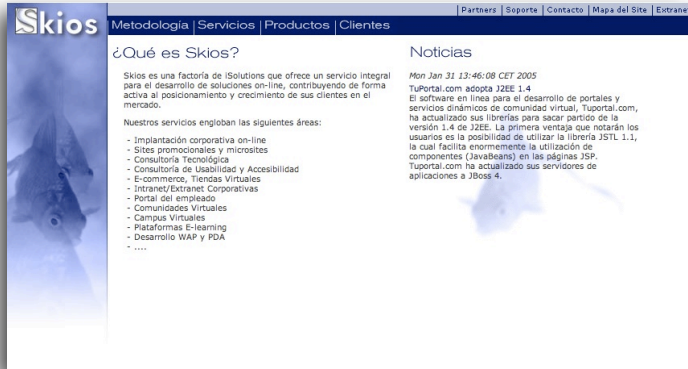 Partners | Soporte | Contacto | Mapa del Site | Extranet
Skios
Metodología | Servicios | Productos | Clientes
¿Qué es Skios?
Skios es una factoría de iSolutions que ofrece un servicio integral
para el desarrollo de soluciones on-line, contribuyendo de forma
activa al posicionamiento y crecimiento de sus clientes en el
mercado.
Nuestros servicios engloban las siguientes áreas:
- Implantación corporativa on-line
- Sites promocionales y microsites
- Consultoría Tecnológica
- Consultoría de Usabilidad y Accesibilidad
- E-commerce, Tiendas Virtuales
- Intranet/Extranet Corporativas
- Portal del empleado
- Comunidades Virtuales
- Campus Virtuales
- Plataformas E-learning
- Desarrollo WAP y PDA
- ....
Noticias
Mon Jan 31 13:46:08 CET 2005
TuPortal.com adopta J2EE 1.4
El software en linea para el desarrollo de portales y
servicios dinámicos de comunidad virtual, Tuportal.com,
ha actualizado sus librerías para sacar partido de la
versión 1.4 de J2EE. La primera ventaja que notarán los
usuarios es la posibilidad de utilizar la librería JSTL 1.1,
la cual facilita enormemente la utilización de
componentes (JavaBeans) en las páginas JSP.
Tuportal.com ha actualizado sus servidores de
aplicaciones a JBoss 4.